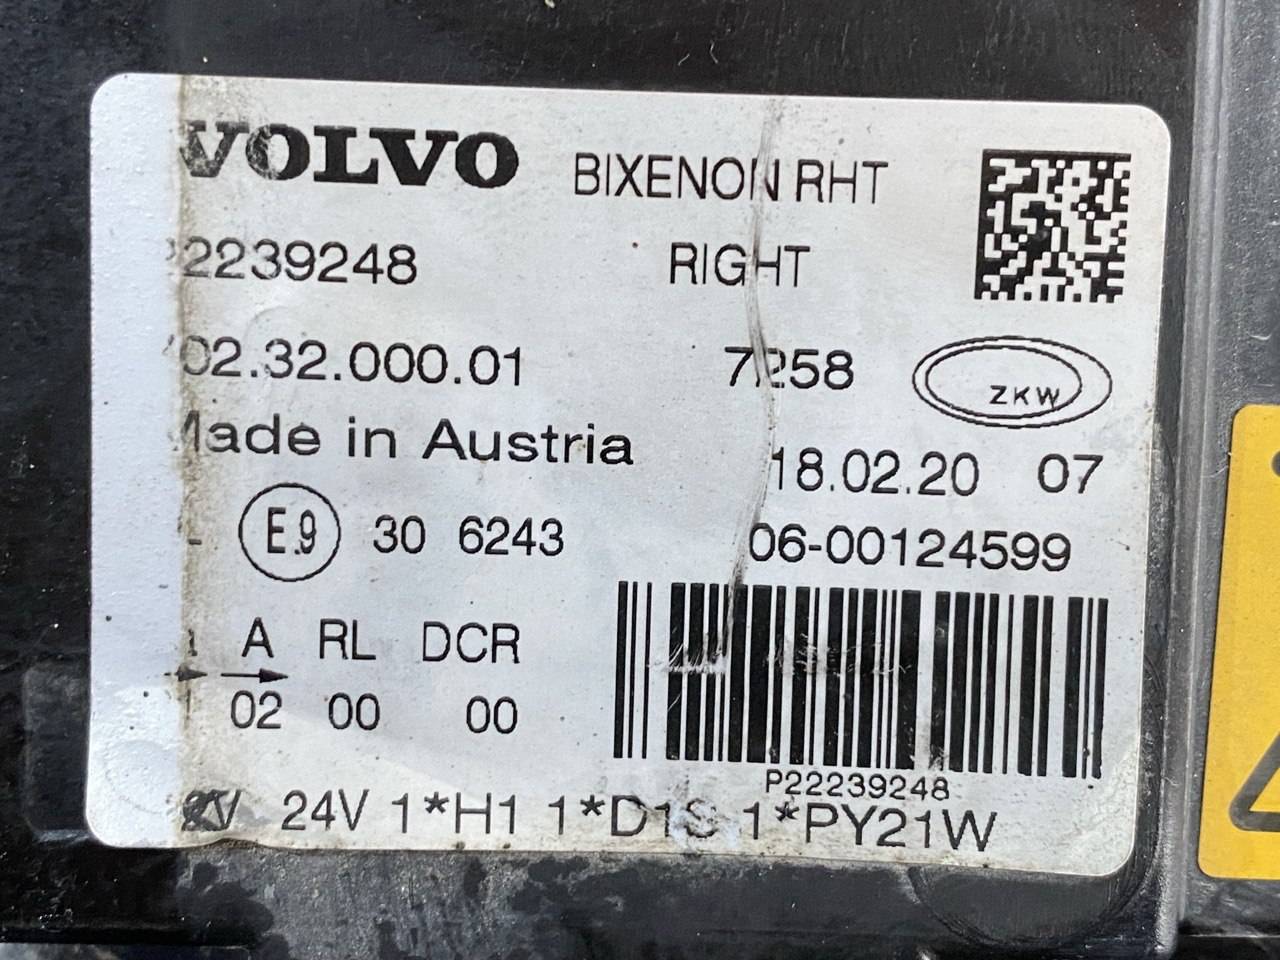 VOLVO BIXENON RHT
22239248 RIGHT
02.32.000.01 7258
ZKW
Made in Austria
18.02.20 07
E9 30 6243 06-00124599
A RL DCR
02 00 00
P22239248
24V 1*H1 1*D1S 1*PY21W